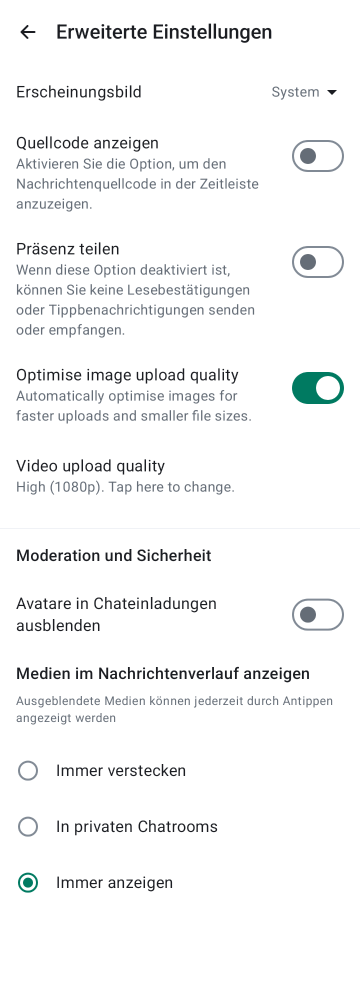 Erweiterte Einstellungen
Erscheinungsbild
System
Quellcode anzeigen
Aktivieren Sie die Option, um den
Nachrichtenquellcode in der Zeitleiste
anzuzeigen.
Präsenz teilen
Wenn diese Option deaktiviert ist,
können Sie keine Lesebestätigungen
oder Tippbenachrichtigungen senden
oder empfangen.
Optimise image upload quality
Automatically optimise images for
faster uploads and smaller file sizes.
Video upload quality
High (1080p). Tap here to change.
Moderation und Sicherheit
Avatare in Chateinladungen
ausblenden
Medien im Nachrichtenverlauf anzeigen
Ausgeblendete Medien können jederzeit durch Antippen
angezeigt werden
Immer verstecken
In privaten Chatrooms
Immer anzeigen